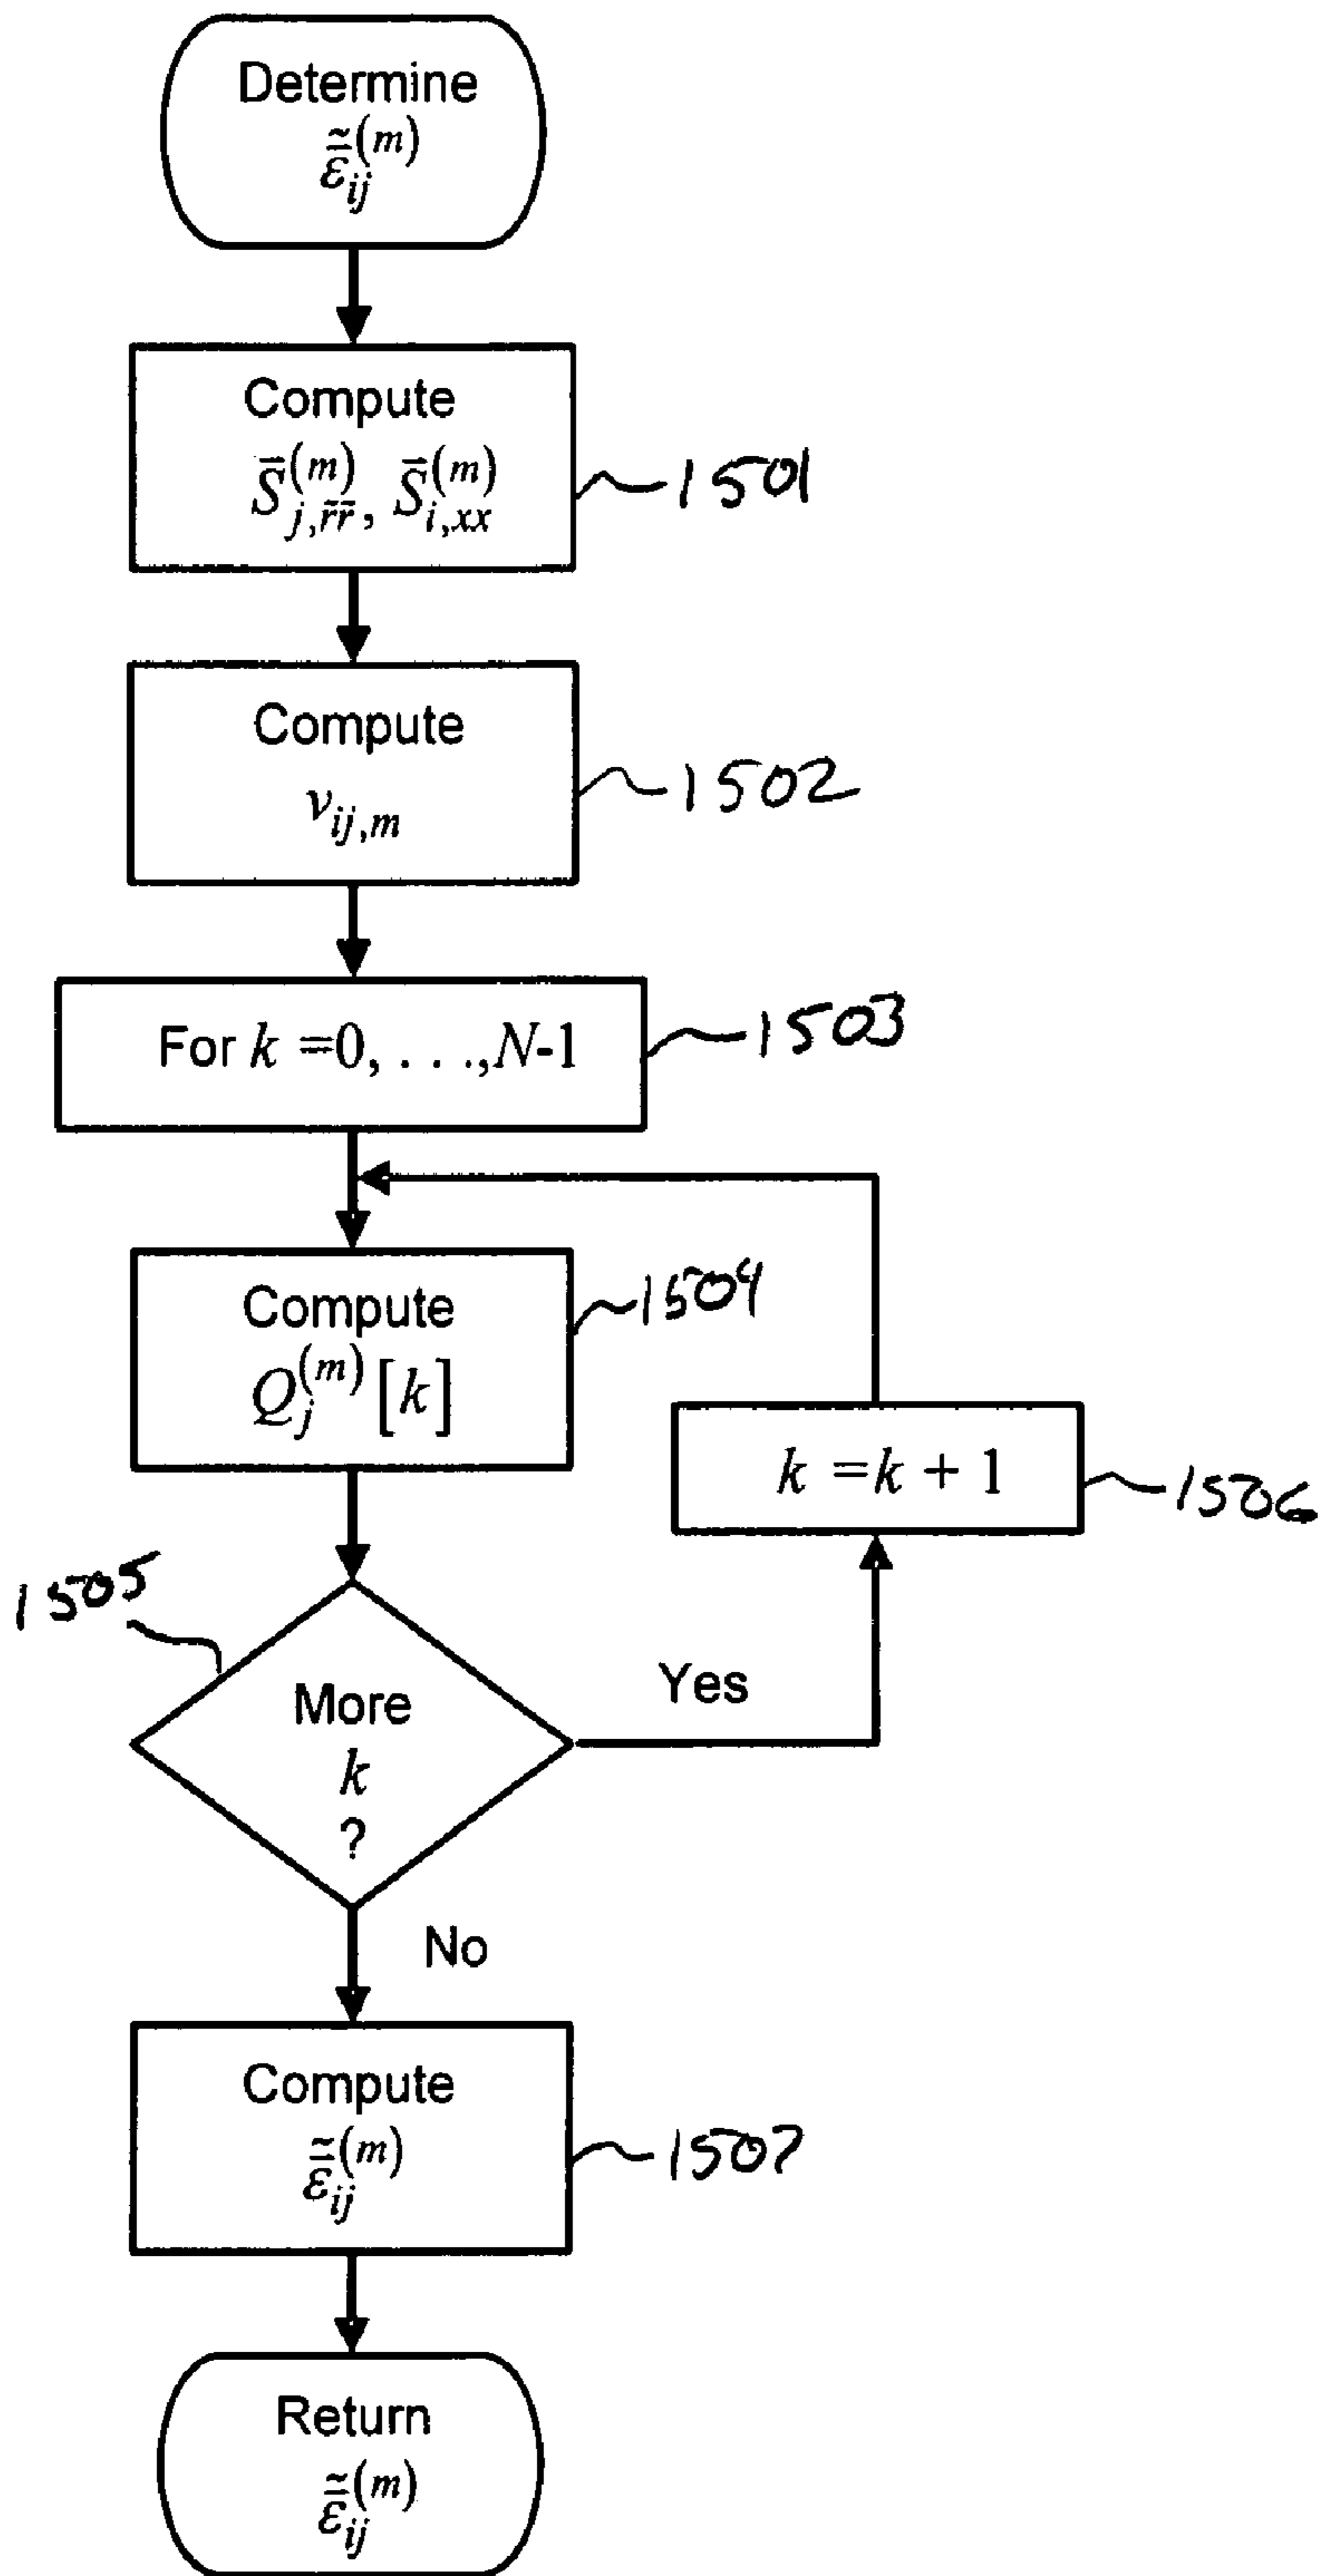 Determine
ε̃̄ᵢⱼ⁽ᵐ⁾
Compute
S̄ⱼ,r̃r̃⁽ᵐ⁾, S̄ᵢ,ₓₓ⁽ᵐ⁾
1501
Compute
vᵢⱼ,ₘ
1502
For k =0, . . .,N-1
1503
Compute
Qⱼ⁽ᵐ⁾[k]
1504
k =k + 1
1506
1505
More
k
?
Yes
No
Compute
ε̃̄ᵢⱼ⁽ᵐ⁾
1507
Return
ε̃̄ᵢⱼ⁽ᵐ⁾